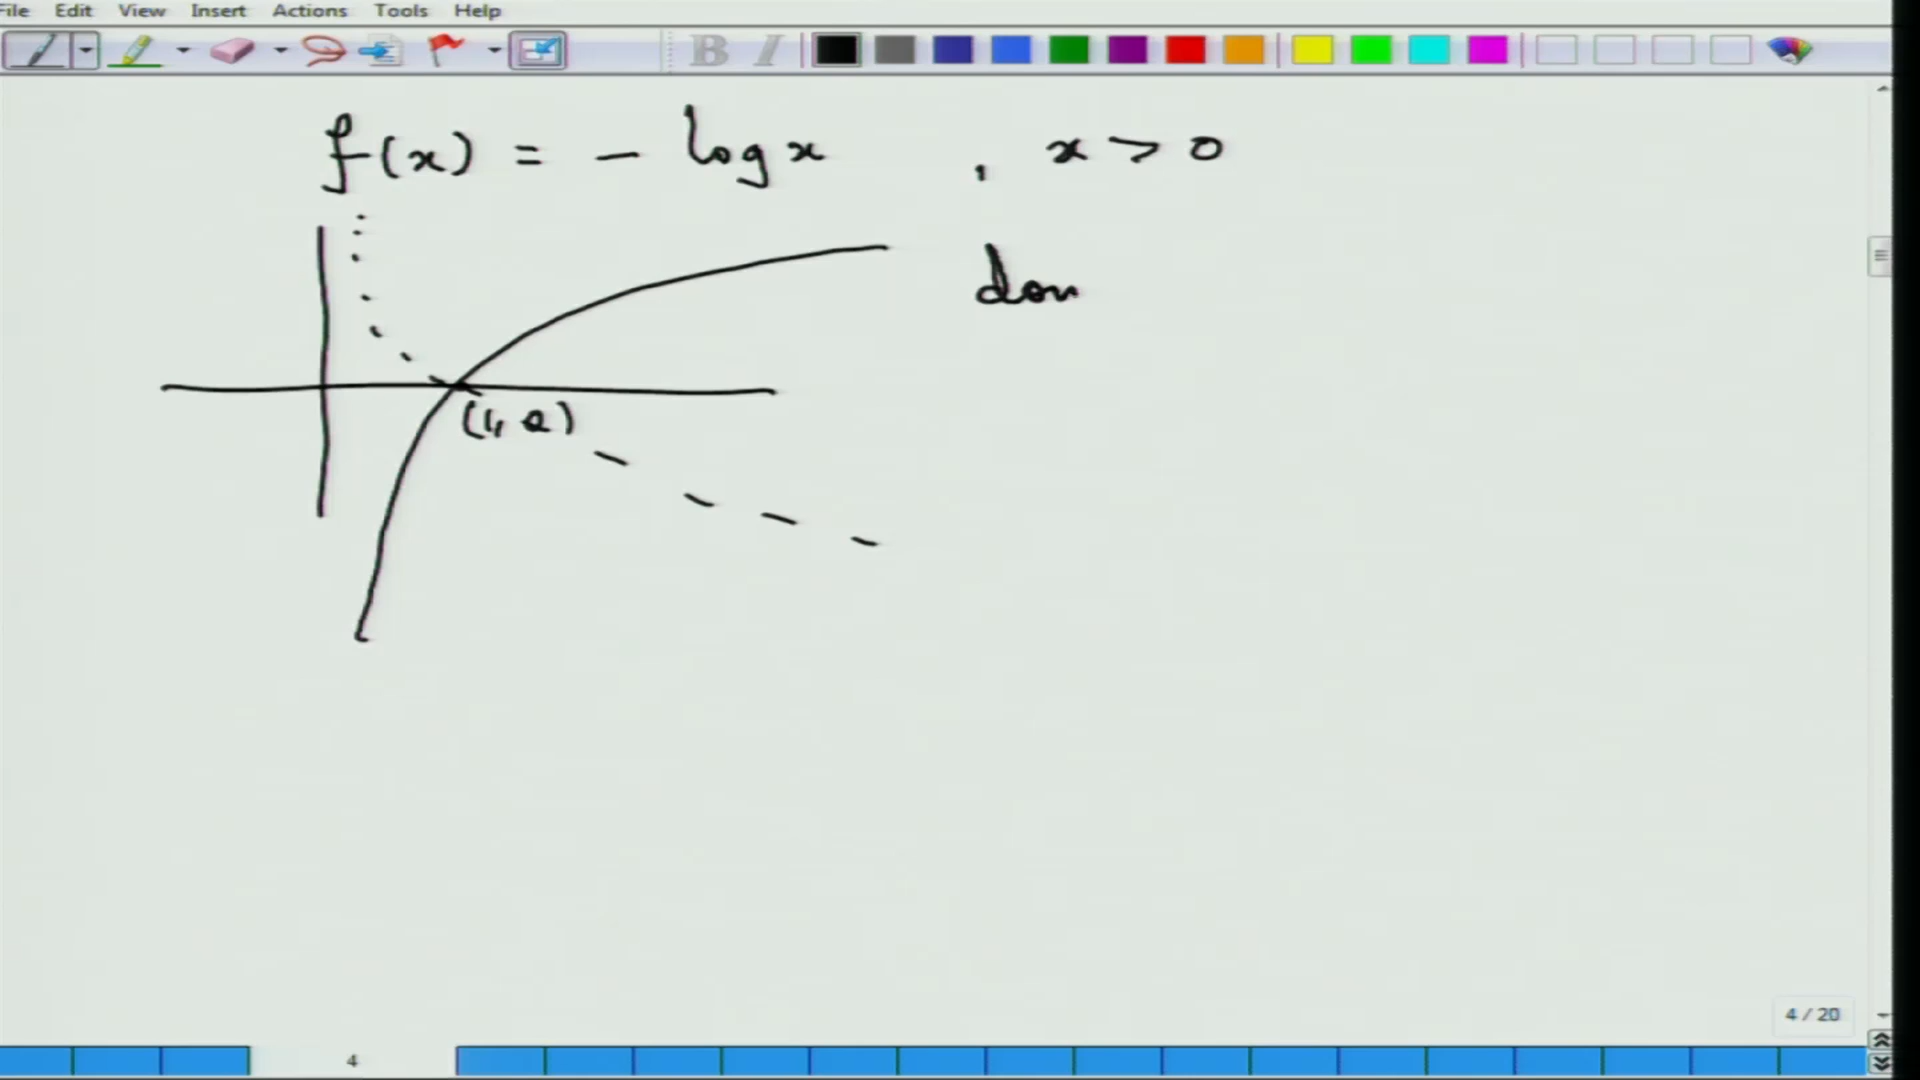 File Edit View Insert Actions Tools Help
B I
f(x) = - log x , x > 0
dom
(1, 0)
4 / 20
4